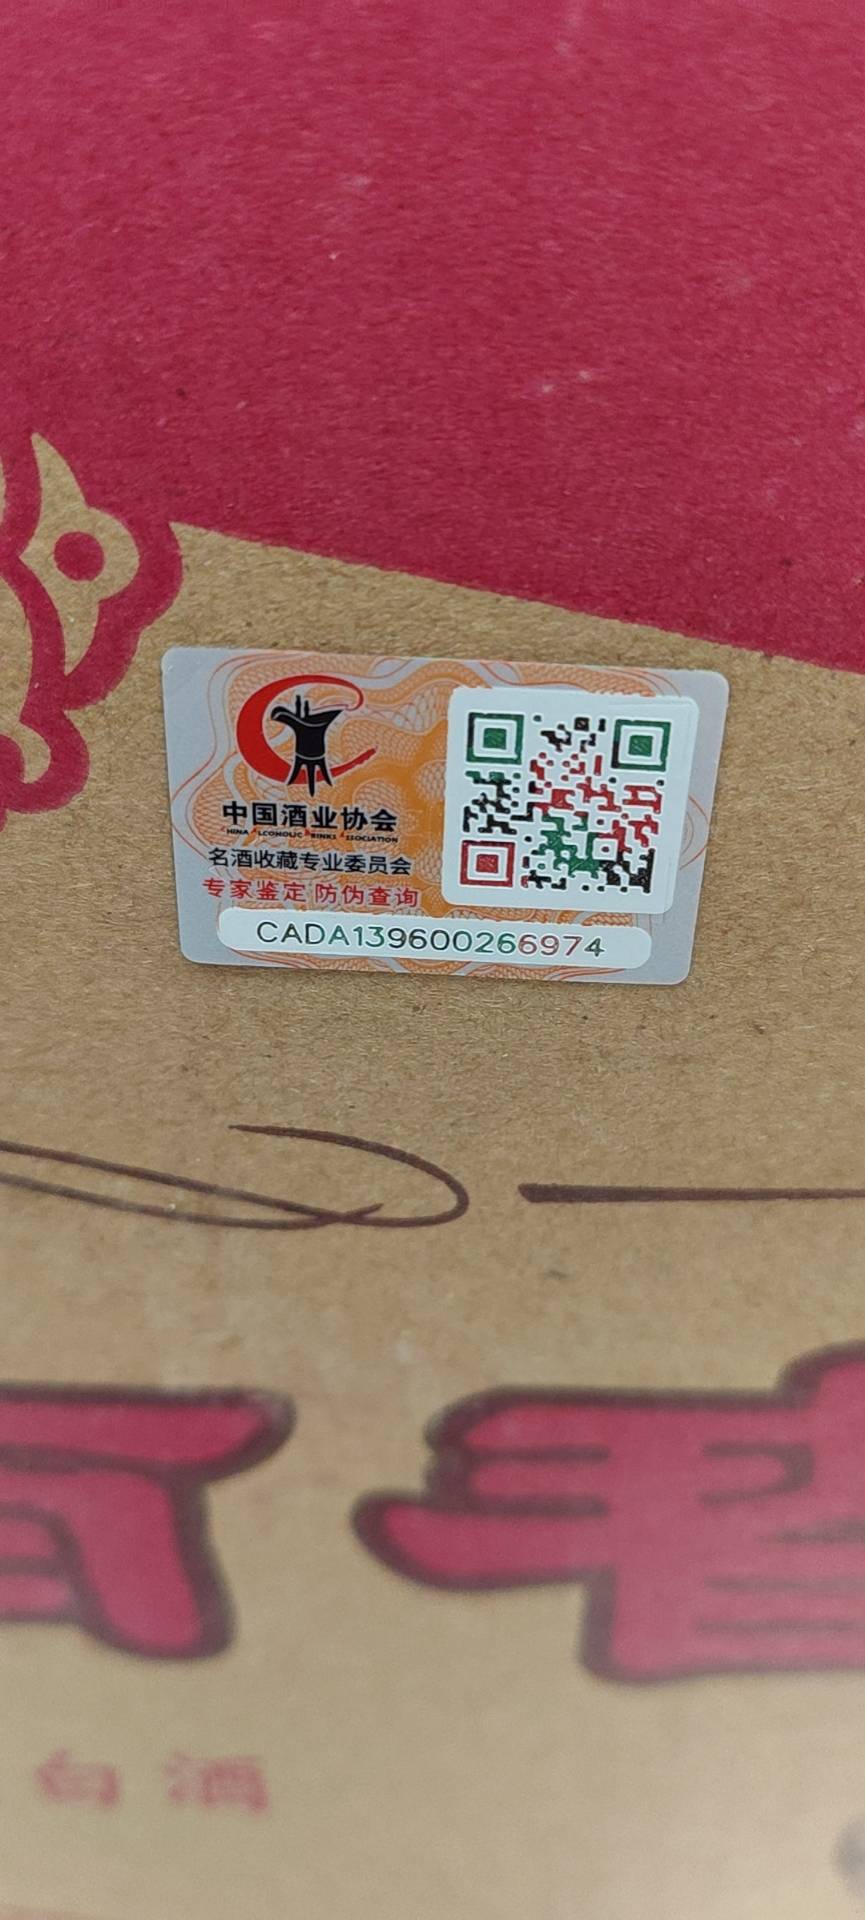 中国酒业协会
CHINA ALCOHOLIC DRINKS ASSOCIATION
名酒收藏专业委员会
专家鉴定 防伪查询
CADA139600266974
白酒